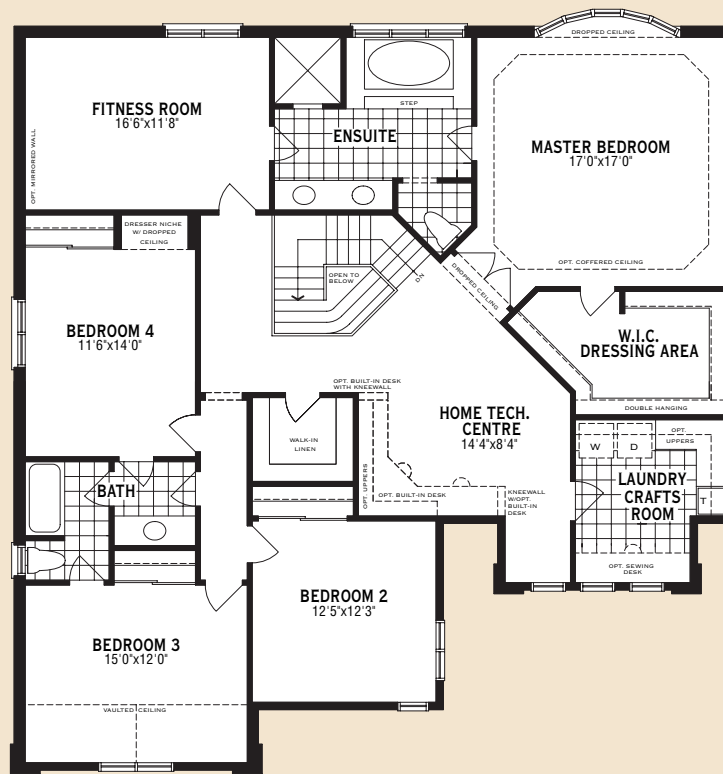 DROPPED CEILING
FITNESS ROOM
16'6"x11'8"
OPT. MIRRORED WALL
STEP
ENSUITE
MASTER BEDROOM
17'0"x17'0"
OPT. COFFERED CEILING
DRESSER NICHE
W/ DROPPED
CEILING
OPEN TO
BELOW
DN
DROPPED CEILING
BEDROOM 4
11'6"x14'0"
W.I.C.
DRESSING AREA
DOUBLE HANGING
OPT. BUILT-IN DESK
WITH KNEEWALL
HOME TECH.
CENTRE
14'4"x8'4"
WALK-IN
LINEN
OPT. UPPERS
OPT. BUILT-IN DESK
KNEEWALL
W/OPT.
BUILT-IN
DESK
W
D
OPT.
UPPERS
LAUNDRY
CRAFTS
ROOM
T
OPT. SEWING
DESK
BATH
BEDROOM 2
12'5"x12'3"
BEDROOM 3
15'0"x12'0"
VAULTED CEILING